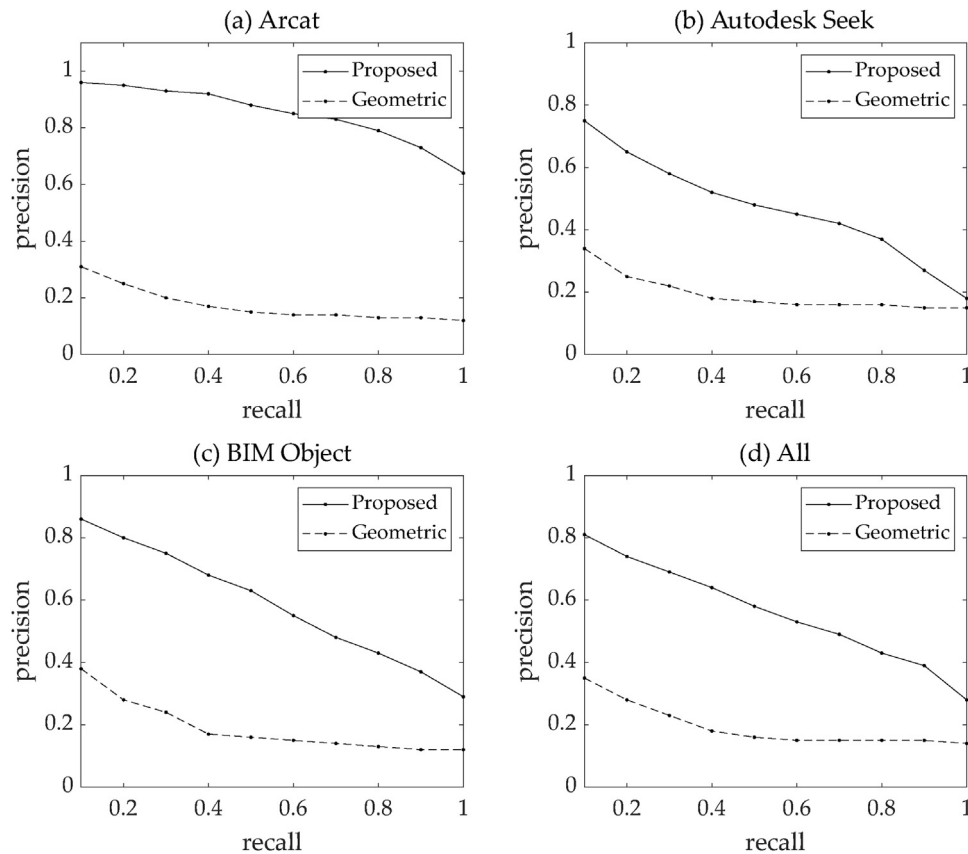 (a) Arcat
1
0.8
0.6
0.4
0.2
0
precision
0.2 0.4 0.6 0.8 1
recall
Proposed
Geometric
(b) Autodesk Seek
1
0.8
0.6
0.4
0.2
0
precision
0.2 0.4 0.6 0.8 1
recall
Proposed
Geometric
(c) BIM Object
1
0.8
0.6
0.4
0.2
0
precision
0.2 0.4 0.6 0.8 1
recall
Proposed
Geometric
(d) All
1
0.8
0.6
0.4
0.2
0
precision
0.2 0.4 0.6 0.8 1
recall
Proposed
Geometric